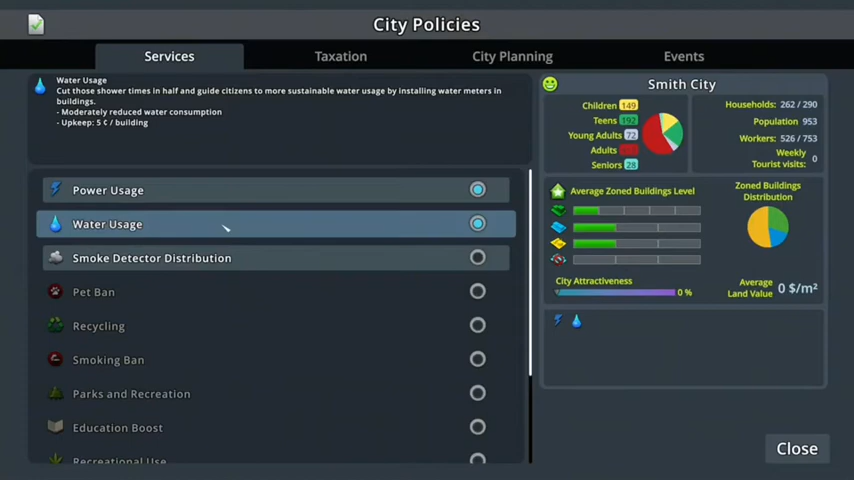 City Policies
Services
Taxation
City Planning
Events
Water Usage
Cut those shower times in half and guide citizens to more sustainable water usage by installing water meters in
buildings.
- Moderately reduced water consumption
- Upkeep: 5 ¢ / building
Power Usage
Water Usage
Smoke Detector Distribution
Pet Ban
Recycling
Smoking Ban
Parks and Recreation
Education Boost
Recreational Use
Smith City
Children 149
Teens 192
Young Adults 72
Adults
Seniors 28
Households: 262 / 290
Population 953
Workers: 526 / 753
Weekly
Tourist visits: 0
Average Zoned Buildings Level
Zoned Buildings
Distribution
City Attractiveness
0 %
Average
Land Value 0 $/m²
Close